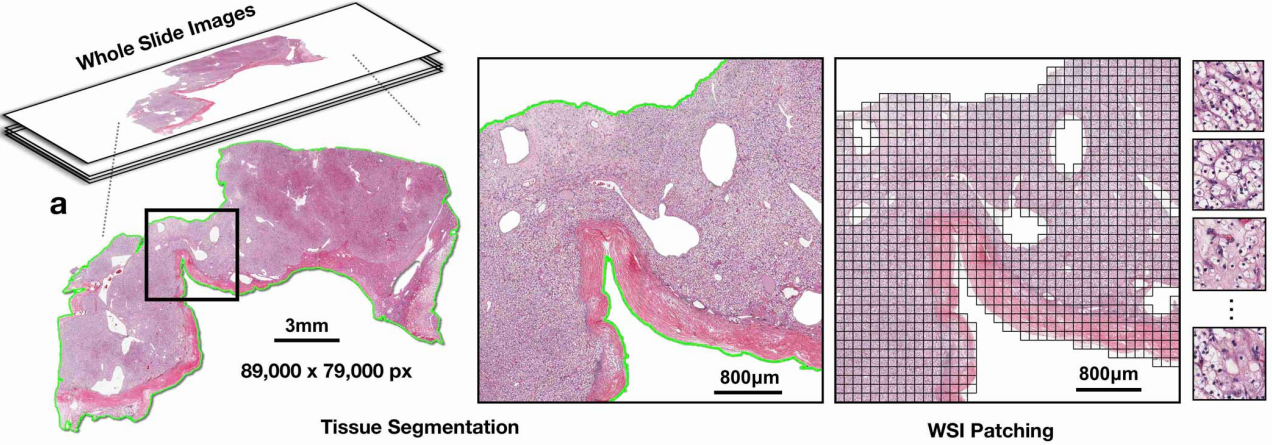 Whole Slide Images
a
3mm
89,000 x 79,000 px
800µm
800µm
Tissue Segmentation
WSI Patching